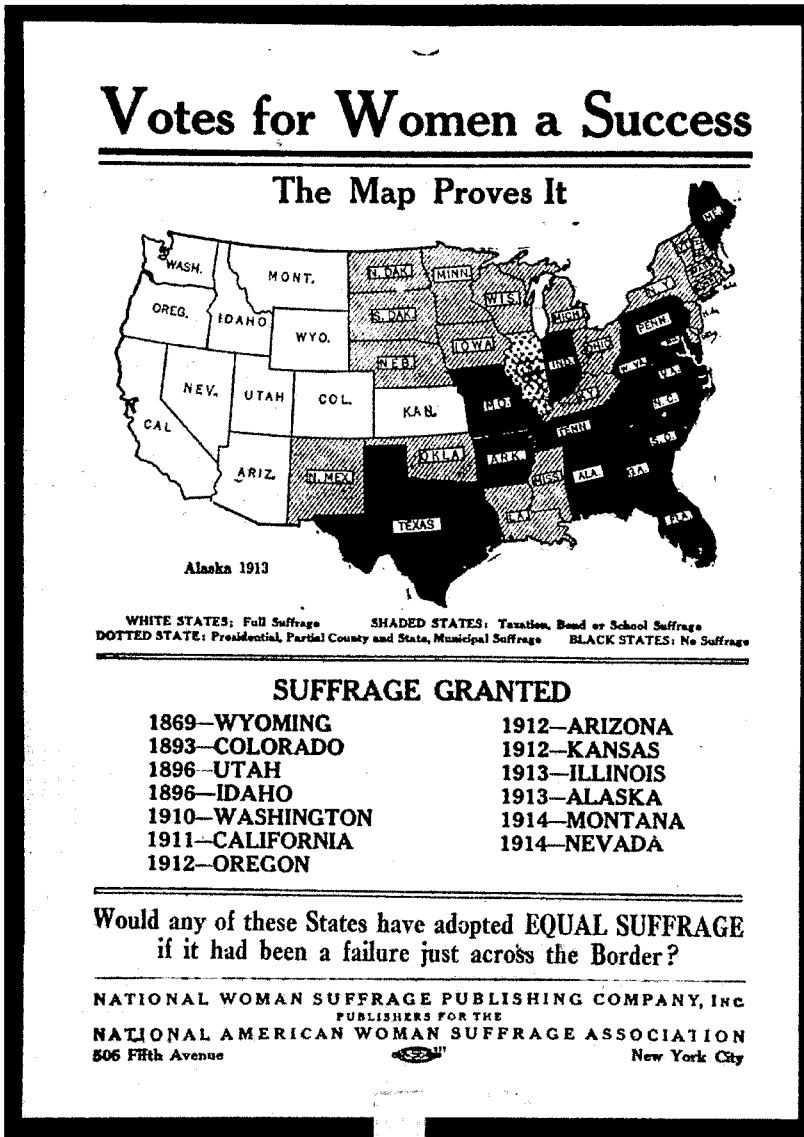 Votes for Women a Success
The Map Proves It
WASH.
MONT.
N. DAK.
MINN.
ME.
OREG.
IDAHO
WYO.
S. DAK.
WIS.
MICH.
N.Y.
NEV.
UTAH
COL.
NEB.
IOWA
IND.
OHIO
PENN.
CAL
KAN.
MO.
KY.
W. VA.
VA.
ARIZ.
N. MEX.
OKLA
ARK.
TENN
N.C.
S.C.
TEXAS
LA.
MISS
ALA.
GA.
FLA.
Alaska 1913
WHITE STATES; Full Suffrage SHADED STATES: Taxation, Bond or School Suffrage
DOTTED STATE: Presidential, Partial County and State, Municipal Suffrage BLACK STATES: No Suffrage
SUFFRAGE GRANTED
1869—WYOMING
1893—COLORADO
1896—UTAH
1896—IDAHO
1910—WASHINGTON
1911—CALIFORNIA
1912—OREGON
1912—ARIZONA
1912—KANSAS
1913—ILLINOIS
1913—ALASKA
1914—MONTANA
1914—NEVADA
Would any of these States have adopted EQUAL SUFFRAGE
if it had been a failure just across the Border?
NATIONAL WOMAN SUFFRAGE PUBLISHING COMPANY, INC.
PUBLISHERS FOR THE
NATIONAL AMERICAN WOMAN SUFFRAGE ASSOCIATION
505 Fifth Avenue New York City